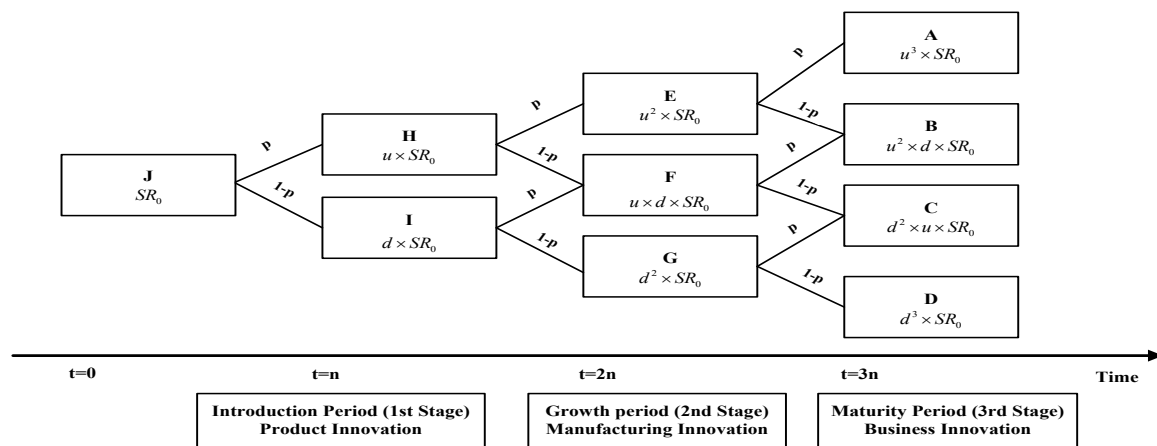 A
u³ × SR₀
p
1-p
E
u² × SR₀
B
u² × d × SR₀
p
1-p
p
1-p
H
u × SR₀
F
u × d × SR₀
C
d² × u × SR₀
p
1-p
J
SR₀
p
1-p
p
1-p
I
d × SR₀
G
d² × SR₀
D
d³ × SR₀
t=0
t=n
t=2n
t=3n
Time
Introduction Period (1st Stage)
Product Innovation
Growth period (2nd Stage)
Manufacturing Innovation
Maturity Period (3rd Stage)
Business Innovation